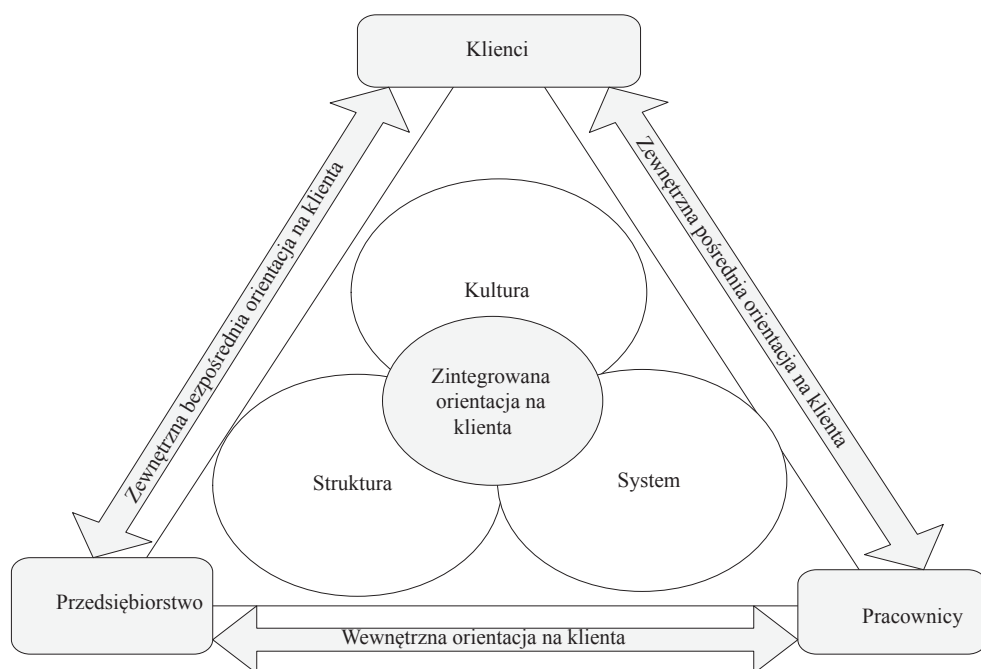 Klienci
Zewnętrzna bezpośrednia orientacja na klienta
Zewnętrzna pośrednia orientacja na klienta
Kultura
Zintegrowana
orientacja na
klienta
Struktura
System
Przedsiębiorstwo
Pracownicy
Wewnętrzna orientacja na klienta